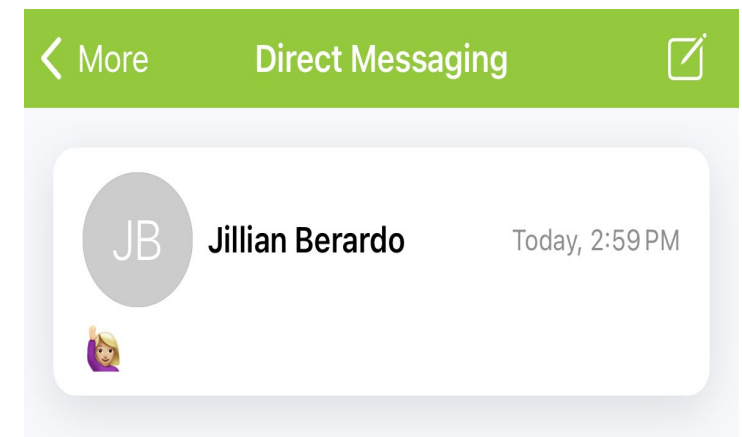 More Direct Messaging
JB Jillian Berardo Today, 2:59 PM
🙋🏼‍♀️